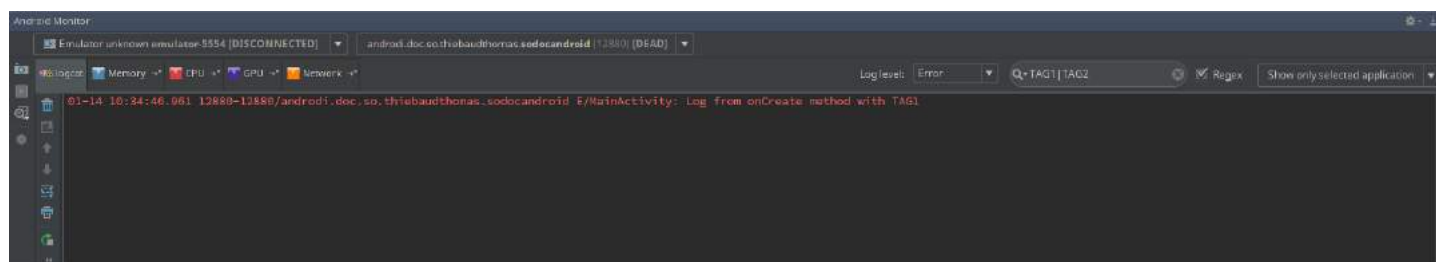 Android Monitor
Emulator unknown emulator-5554 [DISCONNECTED] androdi.doc.so.thiebaudthomas.sodocandroid (12880) [DEAD]
logcat Memory CPU GPU Network Log level: Error TAG1|TAG2 Regex Show only selected application
01-14 10:34:46.961 12880-12880/androdi.doc.so.thiebaudthomas.sodocandroid E/MainActivity: Log from onCreate method with TAG1